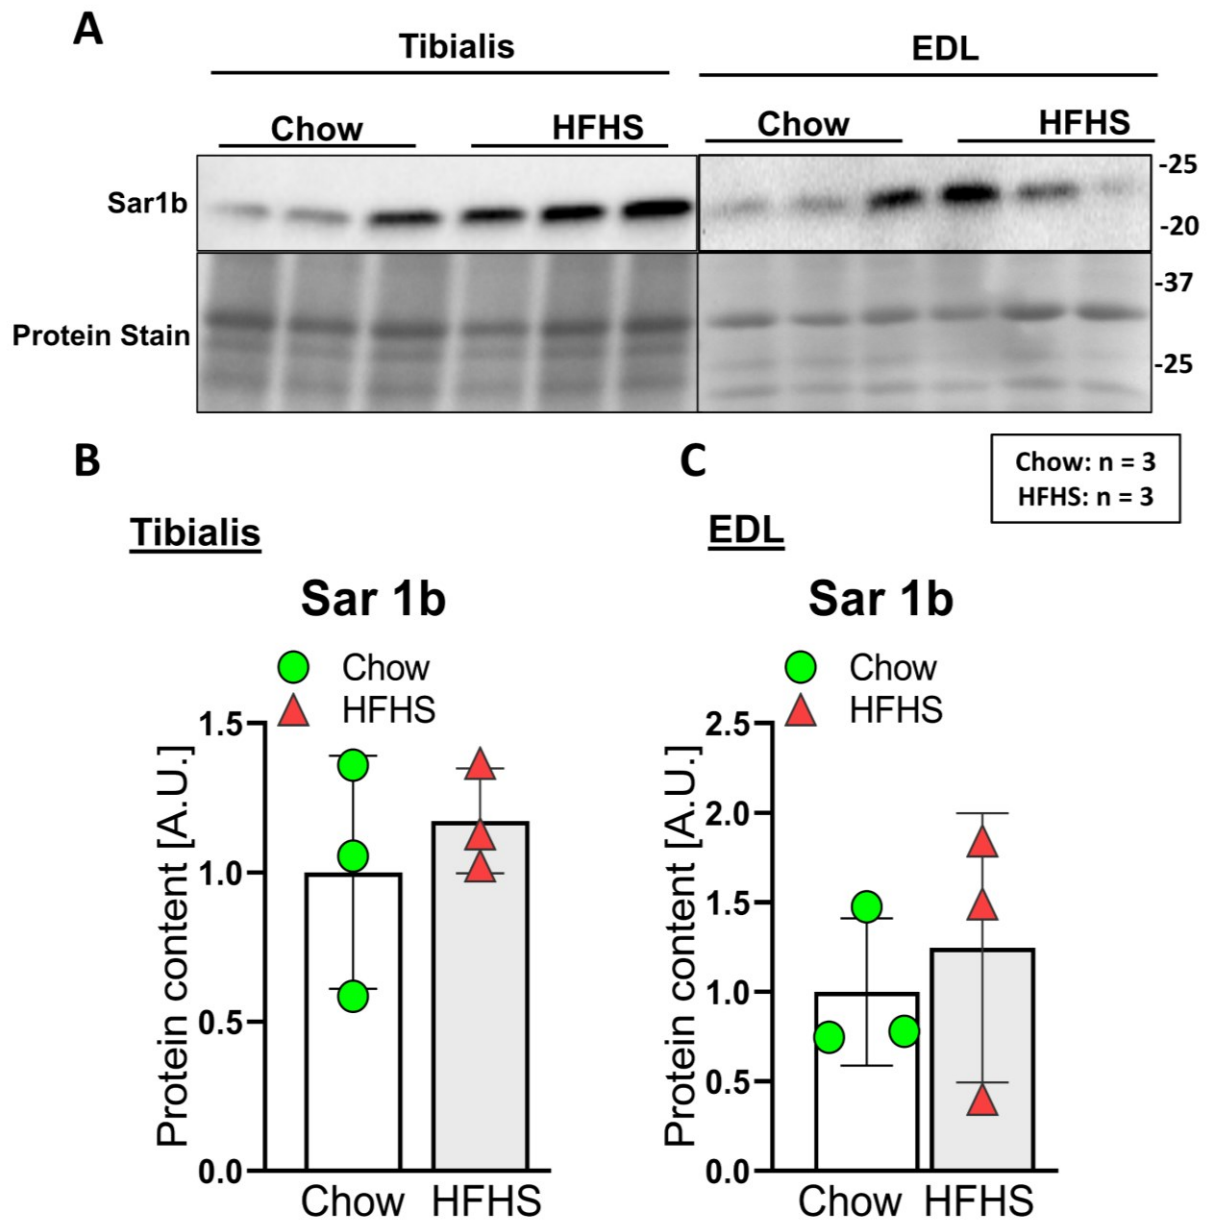 A
Tibialis
EDL
Chow
HFHS
Chow
HFHS
Sar1b
-25
-20
Protein Stain
-37
-25
B
C
Chow: n = 3
HFHS: n = 3
Tibialis
EDL
Sar 1b
Chow
HFHS
Protein content [A.U.]
1.5
1.0
0.5
0.0
Chow HFHS
Sar 1b
Chow
HFHS
Protein content [A.U.]
2.5
2.0
1.5
1.0
0.5
0.0
Chow HFHS